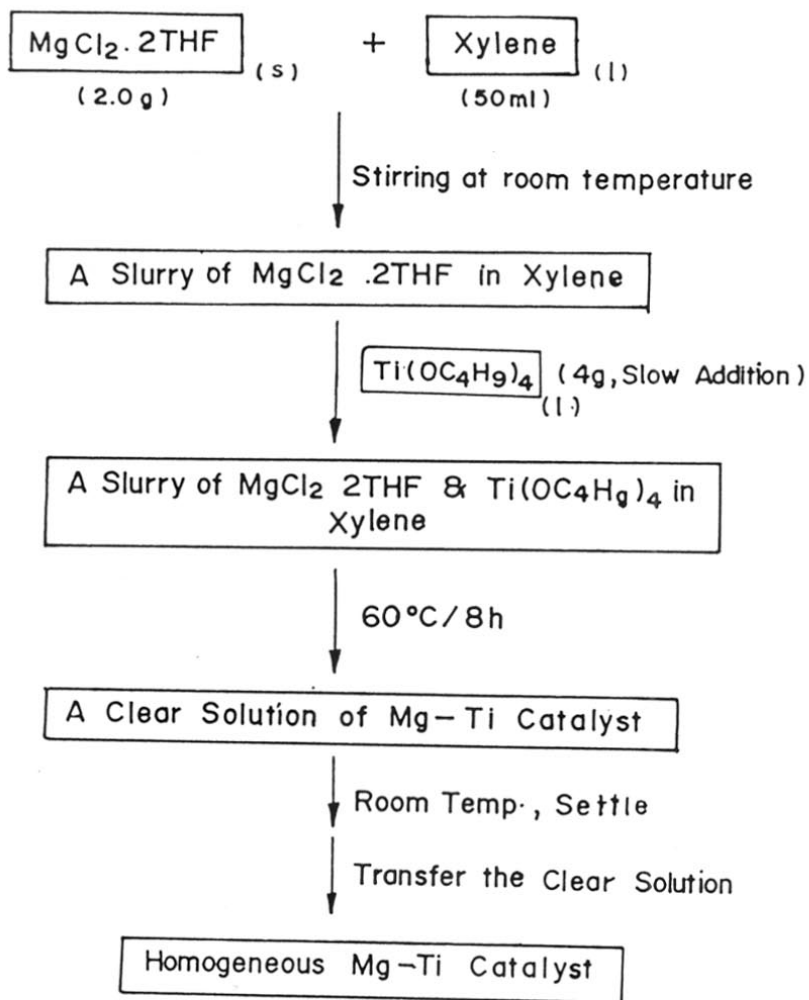 MgCl₂. 2THF (s) + Xylene (l)
(2.0 g) (50ml)
Stirring at room temperature
A Slurry of MgCl₂ .2THF in Xylene
Ti(OC₄H₉)₄ (4g, Slow Addition)
(l.)
A Slurry of MgCl₂ 2THF & Ti(OC₄H₉)₄ in
Xylene
60°C/8h
A Clear Solution of Mg–Ti Catalyst
Room Temp., Settle
Transfer the Clear Solution
Homogeneous Mg–Ti Catalyst